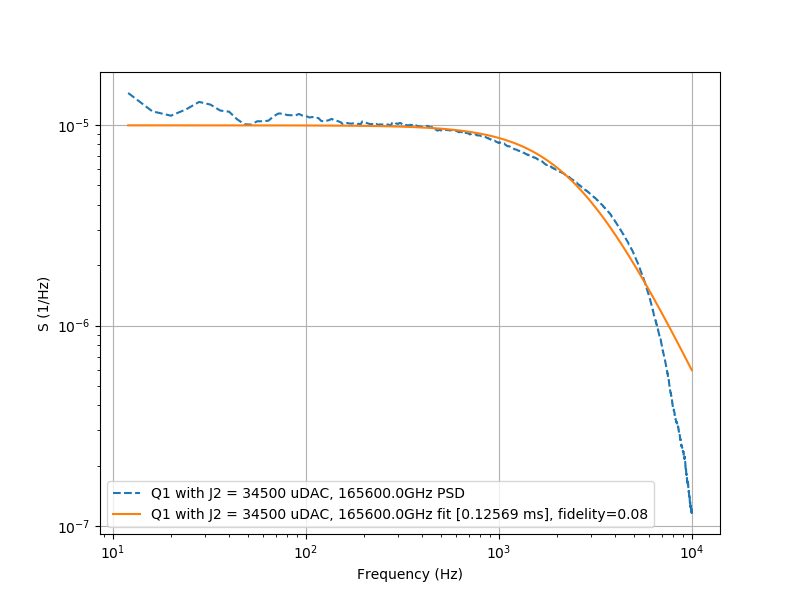 S (1/Hz)
10⁻⁵
10⁻⁶
10⁻⁷
Q1 with J2 = 34500 uDAC, 165600.0GHz PSD
Q1 with J2 = 34500 uDAC, 165600.0GHz fit [0.12569 ms], fidelity=0.08
10¹ 10² 10³ 10⁴
Frequency (Hz)